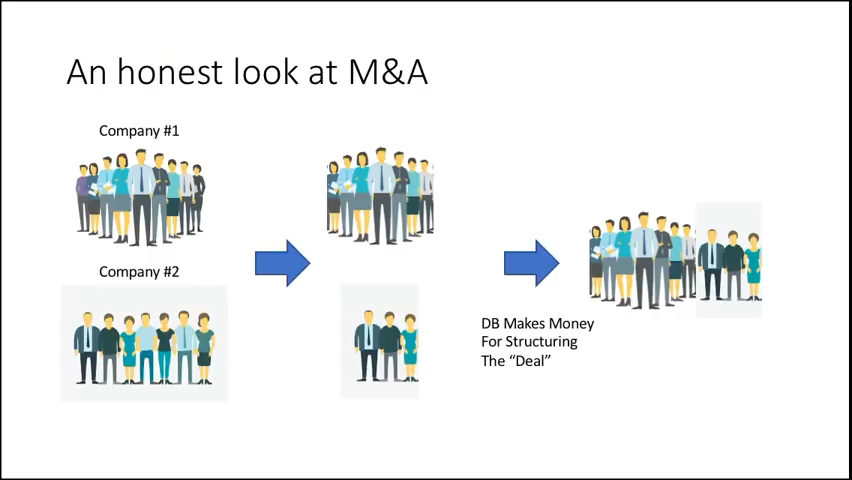 An honest look at M&A
Company #1
Company #2
DB Makes Money
For Structuring
The “Deal”